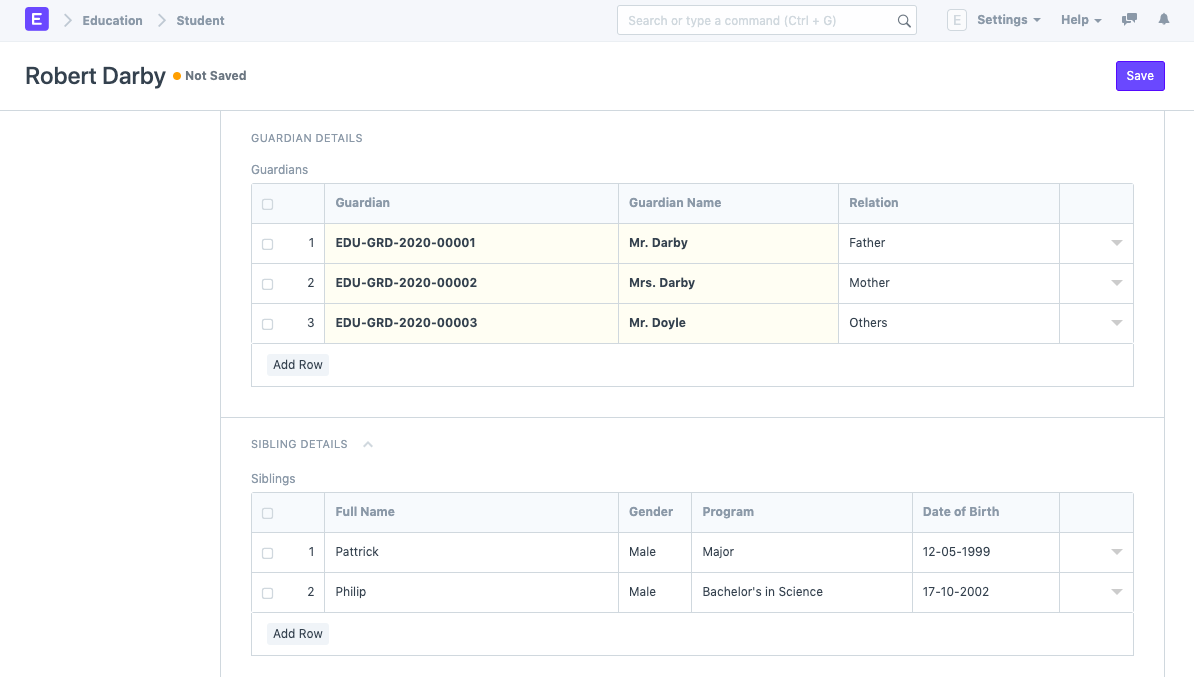 E Education Student Search or type a command (Ctrl + G) E Settings Help
Robert Darby Not Saved Save
GUARDIAN DETAILS
Guardians
Guardian Guardian Name Relation
1 EDU-GRD-2020-00001 Mr. Darby Father
2 EDU-GRD-2020-00002 Mrs. Darby Mother
3 EDU-GRD-2020-00003 Mr. Doyle Others
Add Row
SIBLING DETAILS
Siblings
Full Name Gender Program Date of Birth
1 Pattrick Male Major 12-05-1999
2 Philip Male Bachelor's in Science 17-10-2002
Add Row